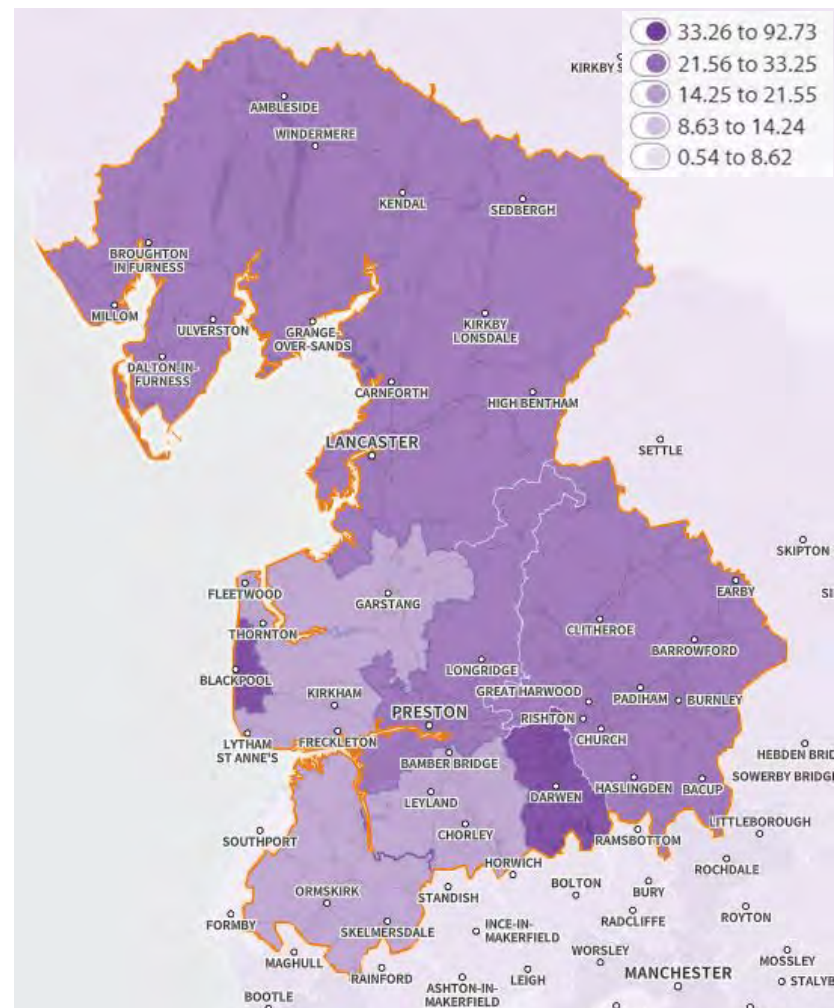 33.26 to 92.73
21.56 to 33.25
14.25 to 21.55
8.63 to 14.24
0.54 to 8.62
KIRKBY S
AMBLESIDE
WINDERMERE
KENDAL
SEDBERGH
BROUGHTON
IN FURNESS
MILLOM
ULVERSTON
GRANGE-
OVER-SANDS
KIRKBY
LONSDALE
DALTON-IN-
FURNESS
CARNFORTH
HIGH BENTHAM
LANCASTER
SETTLE
SKIPTON
FLEETWOOD
GARSTANG
EARBY
SI
THORNTON
CLITHEROE
BARROWFORD
BLACKPOOL
LONGRIDGE
KIRKHAM
GREAT HARWOOD
PADIHAM
BURNLEY
PRESTON
RISHTON
LYTHAM
ST ANNE'S
FRECKLETON
CHURCH
BAMBER BRIDGE
HEBDEN BRID
SOWERBY BRIDGE
LEYLAND
DARWEN
HASLINGDEN
BACUP
CHORLEY
LITTLEBOROUGH
SOUTHPORT
RAMSBOTTOM
HORWICH
ROCHDALE
ORMSKIRK
STANDISH
BOLTON
BURY
FORMBY
SKELMERSDALE
INCE-IN-
MAKERFIELD
RADCLIFFE
ROYTON
MAGHULL
RAINFORD
WORSLEY
MOSSLEY
ASHTON-IN-
MAKERFIELD
LEIGH
MANCHESTER
STALYB
BOOTLE